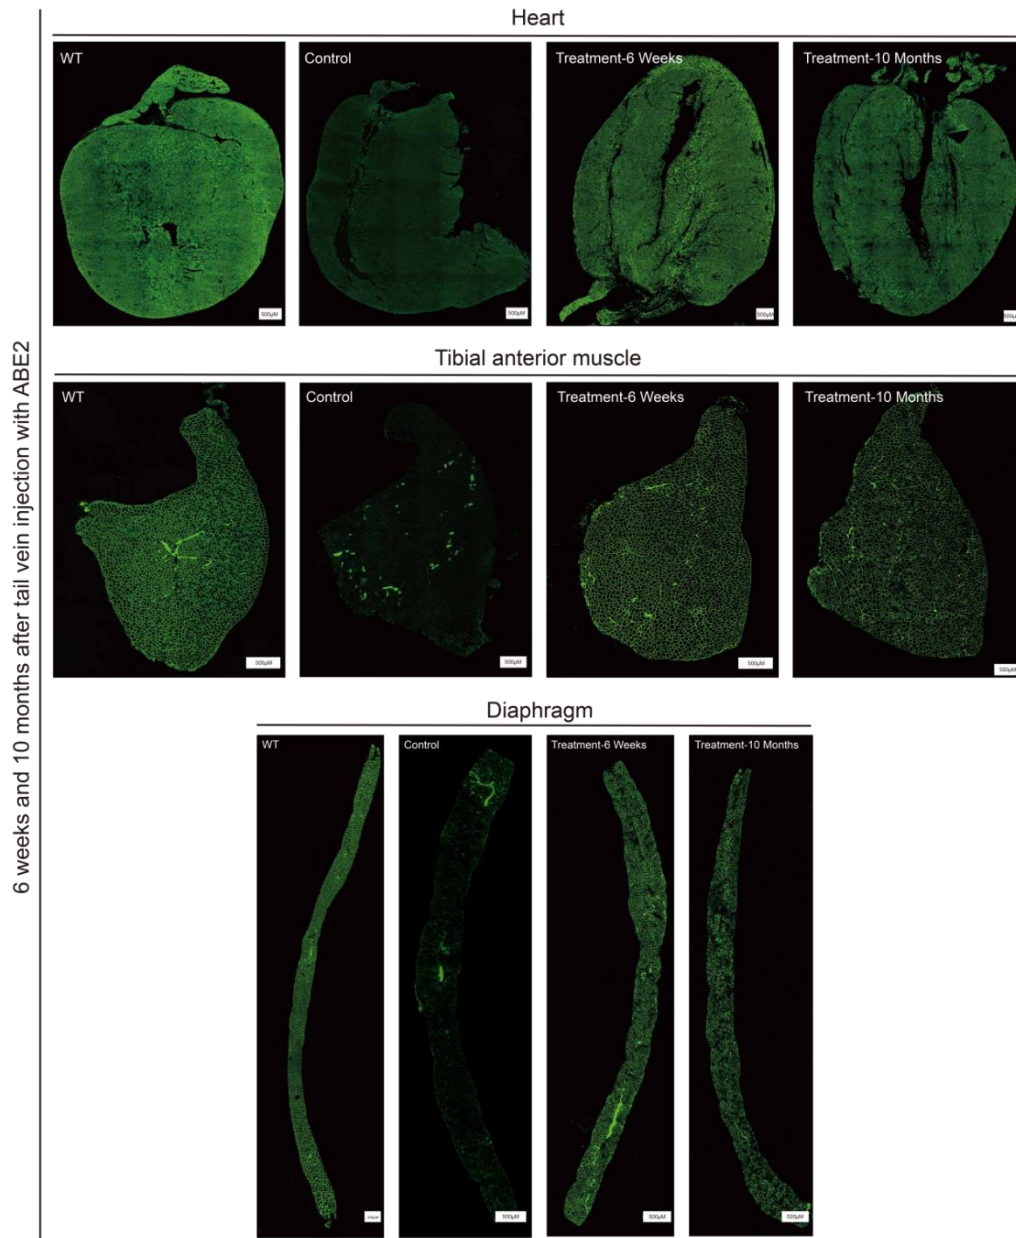 6 weeks and 10 months after tail vein injection with ABE2
Heart
WT
Control
Treatment-6 Weeks
Treatment-10 Months
500μM
500μM
500μM
500μM
Tibial anterior muscle
WT
Control
Treatment-6 Weeks
Treatment-10 Months
500μM
500μM
500μM
500μM
Diaphragm
WT
Control
Treatment-6 Weeks
Treatment-10 Months
500μM
500μM
500μM